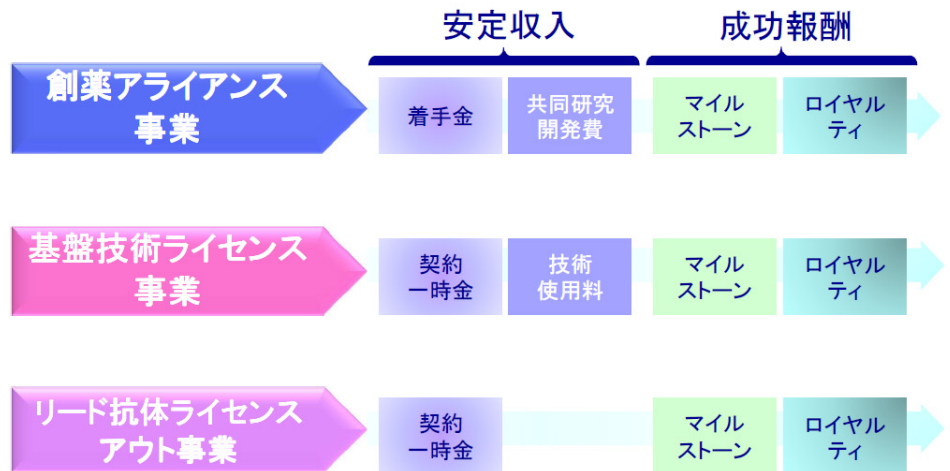 安定収入
成功報酬
創薬アライアンス
事業
着手金
共同研究
開発費
マイル
ストーン
ロイヤル
ティ
基盤技術ライセンス
事業
契約
一時金
技術
使用料
マイル
ストーン
ロイヤル
ティ
リード抗体ライセンス
アウト事業
契約
一時金
マイル
ストーン
ロイヤル
ティ